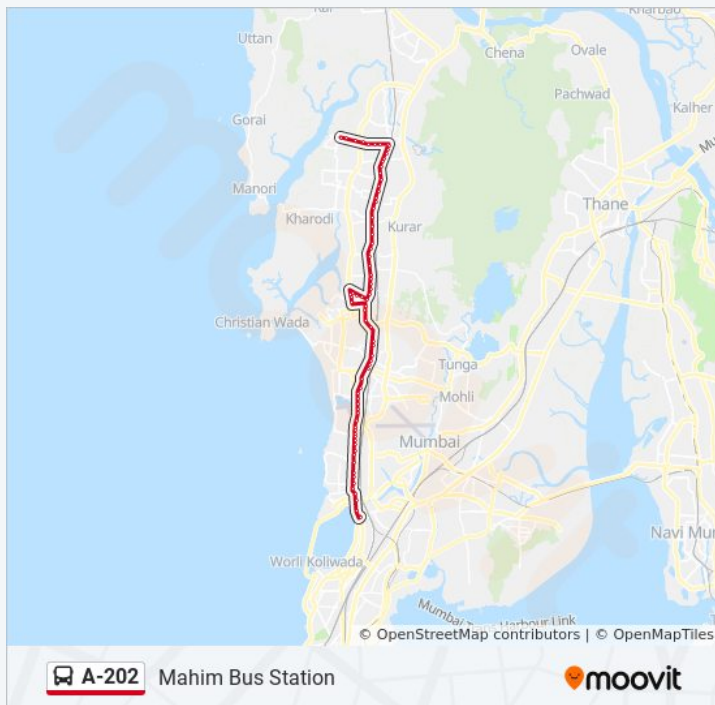 Uttan
Chena
Ovale
Pachwad
Gorai
Kalher
Manori
Thane
Kharodi
Kurar
Christian Wada
Tunga
Mohli
Mumbai
Navi Mu
Worli Koliwada
Mumbai Trans Harbour Link
© OpenStreetMap contributors | © OpenMapTiles
A-202 Mahim Bus Station
moovit